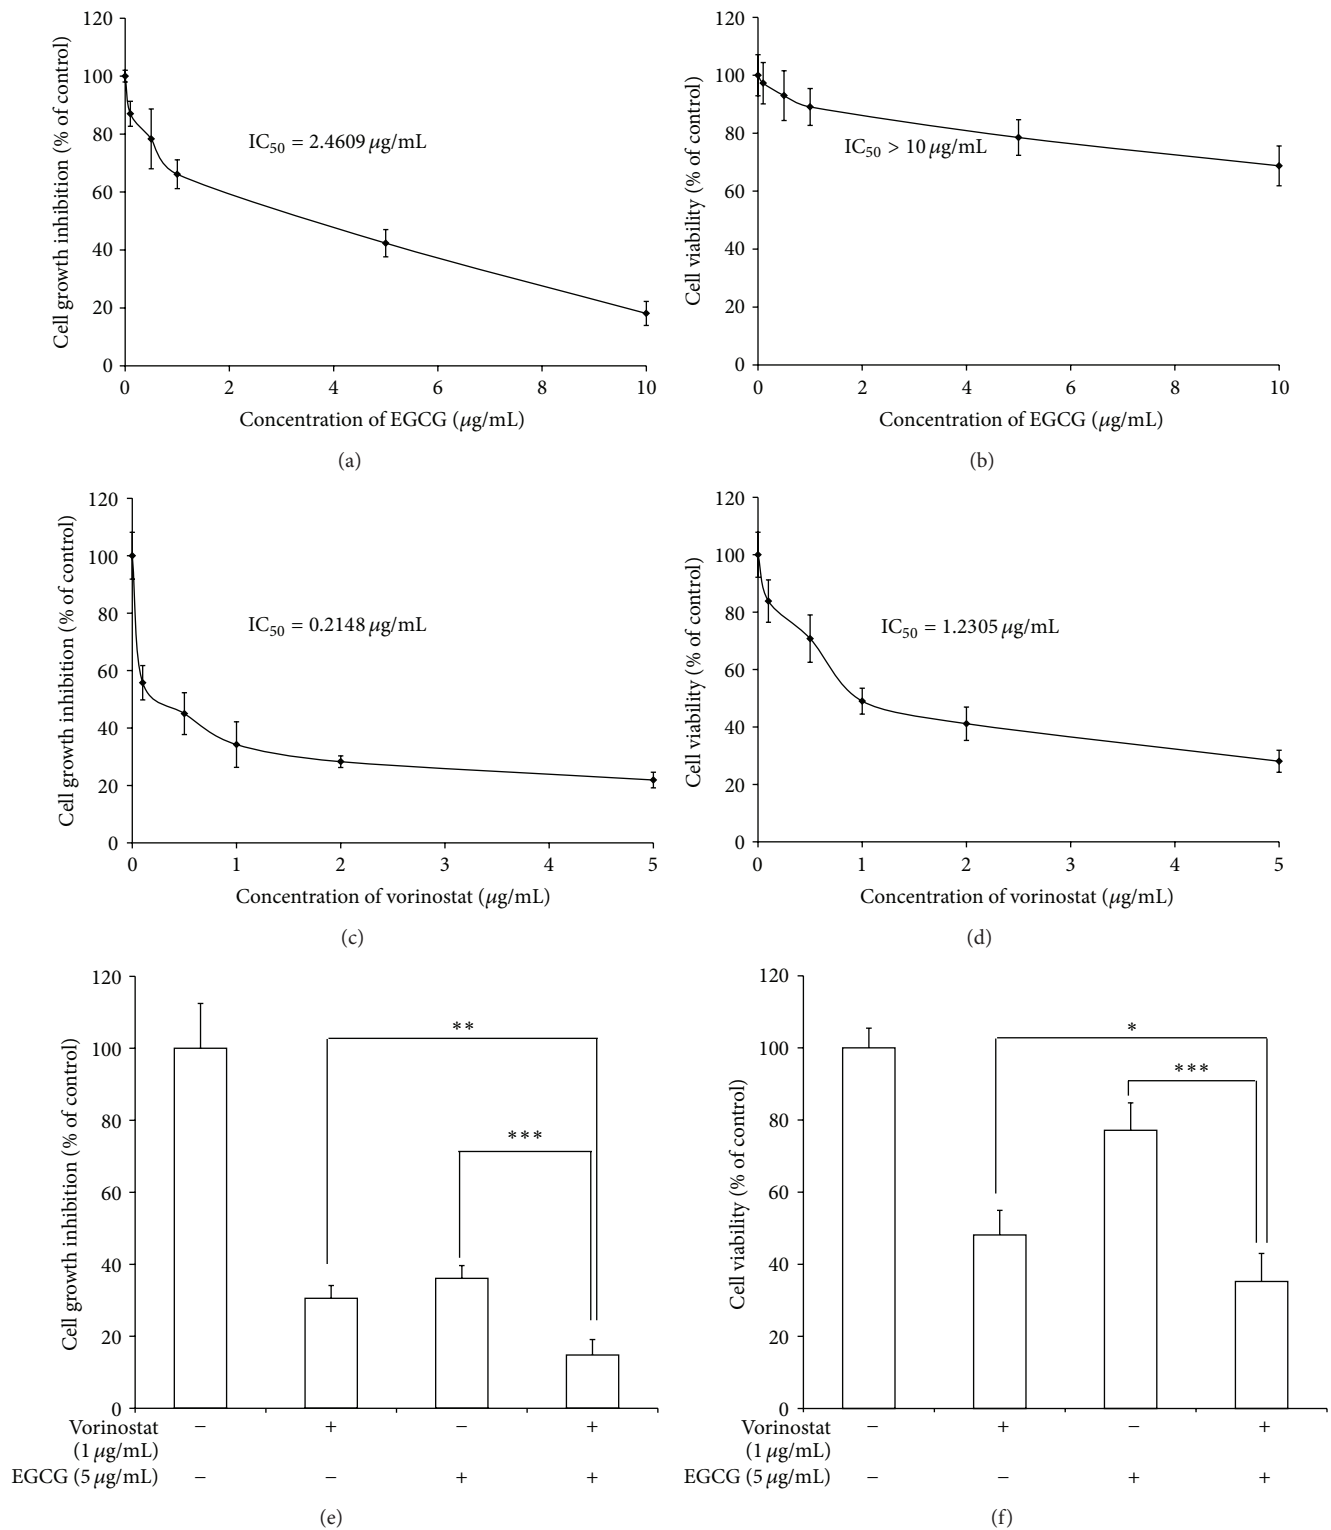 120
100
80
60
40
20
0
Cell growth inhibition (% of control)
IC50 = 2.4609 μg/mL
0 2 4 6 8 10
Concentration of EGCG (μg/mL)
(a)
120
100
80
60
40
20
0
Cell viability (% of control)
IC50 > 10 μg/mL
0 2 4 6 8 10
Concentration of EGCG (μg/mL)
(b)
120
100
80
60
40
20
0
Cell growth inhibition (% of control)
IC50 = 0.2148 μg/mL
0 1 2 3 4 5
Concentration of vorinostat (μg/mL)
(c)
120
100
80
60
40
20
0
Cell viability (% of control)
IC50 = 1.2305 μg/mL
0 1 2 3 4 5
Concentration of vorinostat (μg/mL)
(d)
120
100
80
60
40
20
0
Cell growth inhibition (% of control)
**
***
Vorinostat − + − +
(1 μg/mL)
EGCG (5 μg/mL) − − + +
(e)
120
100
80
60
40
20
0
Cell viability (% of control)
*
***
Vorinostat − + − +
(1 μg/mL)
EGCG (5 μg/mL) − − + +
(f)